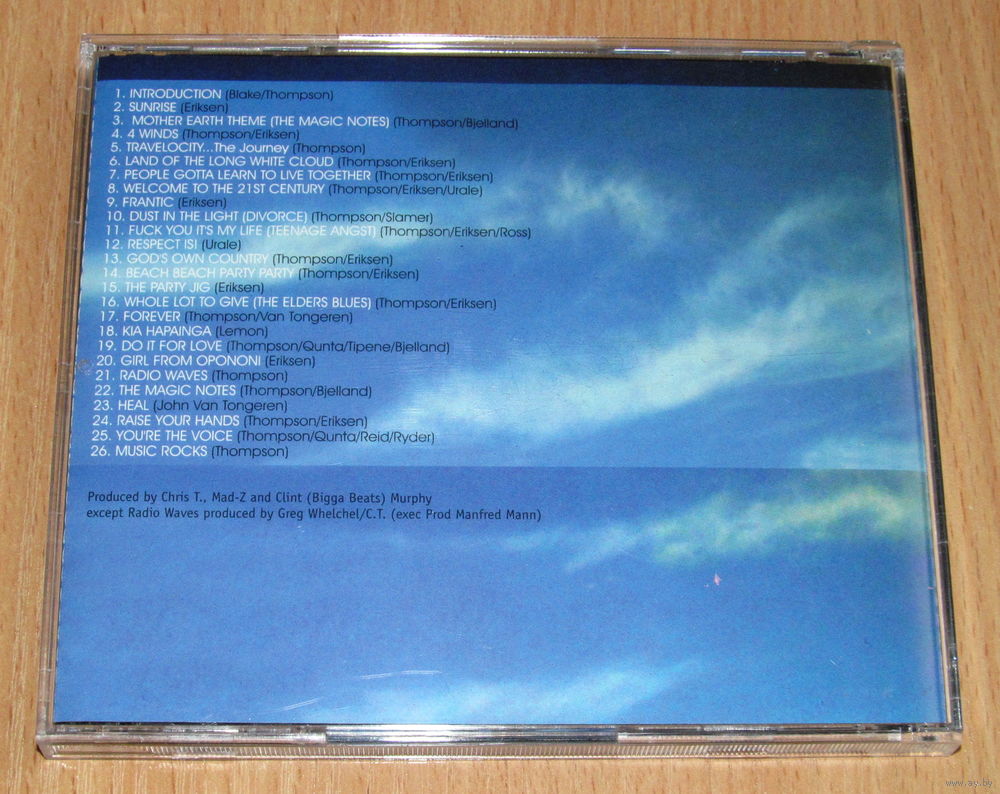 1. INTRODUCTION (Blake/Thompson)
2. SUNRISE (Eriksen)
3. MOTHER EARTH THEME (THE MAGIC NOTES) (Thompson/Bjelland)
4. 4 WINDS (Thompson/Eriksen)
5. TRAVELOCITY...The Journey (Thompson)
6. LAND OF THE LONG WHITE CLOUD (Thompson/Eriksen)
7. PEOPLE GOTTA LEARN TO LIVE TOGETHER (Thompson/Eriksen)
8. WELCOME TO THE 21ST CENTURY (Thompson/Eriksen/Urale)
9. FRANTIC (Eriksen)
10. DUST IN THE LIGHT (DIVORCE) (Thompson/Slamer)
11. FUCK YOU IT'S MY LIFE (TEENAGE ANGST) (Thompson/Eriksen/Ross)
12. RESPECT IS! (Urale)
13. GOD'S OWN COUNTRY (Thompson/Eriksen)
14. BEACH BEACH PARTY PARTY (Thompson/Eriksen)
15. THE PARTY JIG (Eriksen)
16. WHOLE LOT TO GIVE (THE ELDERS BLUES) (Thompson/Eriksen)
17. FOREVER (Thompson/Van Tongeren)
18. KIA HAPAINGA (Lemon)
19. DO IT FOR LOVE (Thompson/Qunta/Tipene/Bjelland)
20. GIRL FROM OPONONI (Eriksen)
21. RADIO WAVES (Thompson)
22. THE MAGIC NOTES (Thompson/Bjelland)
23. HEAL (John Van Tongeren)
24. RAISE YOUR HANDS (Thompson/Eriksen)
25. YOU'RE THE VOICE (Thompson/Qunta/Reid/Ryder)
26. MUSIC ROCKS (Thompson)
Produced by Chris T., Mad-Z and Clint (Bigga Beats) Murphy
except Radio Waves produced by Greg Whelchel/C.T. (exec Prod Manfred Mann)
www.ay.by